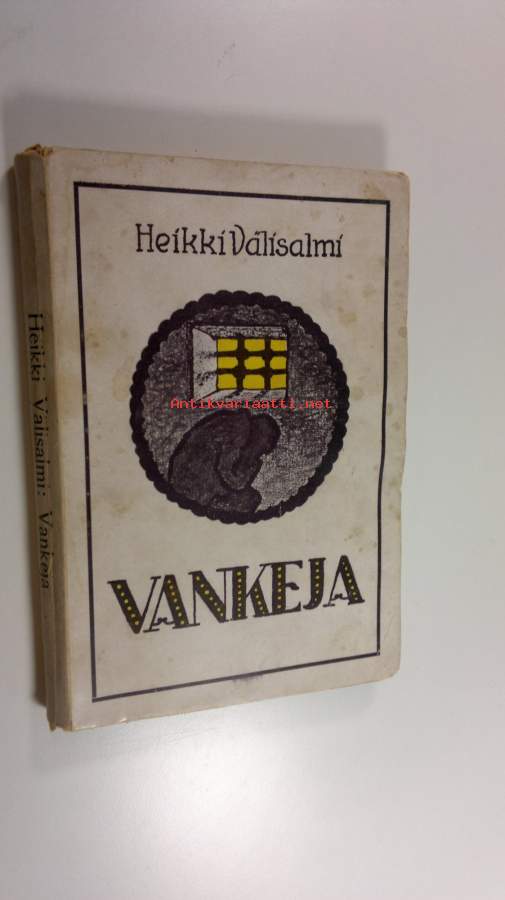 Heikki Välisalmi
Antikvariaatti.net
VANKEJA
Heikki Välisalmi: Vankeja